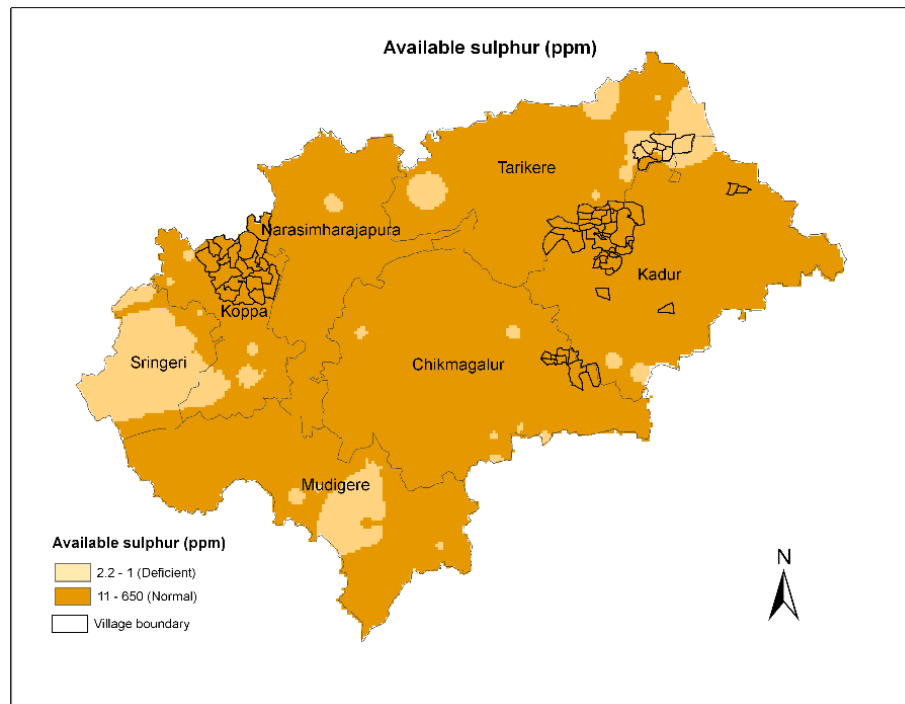 Available sulphur (ppm)
Tarikere
Narasimharajapura
Kadur
Koppa
Sringeri
Chikmagalur
Mudigere
Available sulphur (ppm)
2.2 - 1 (Deficient)
11 - 650 (Normal)
Village boundary
N